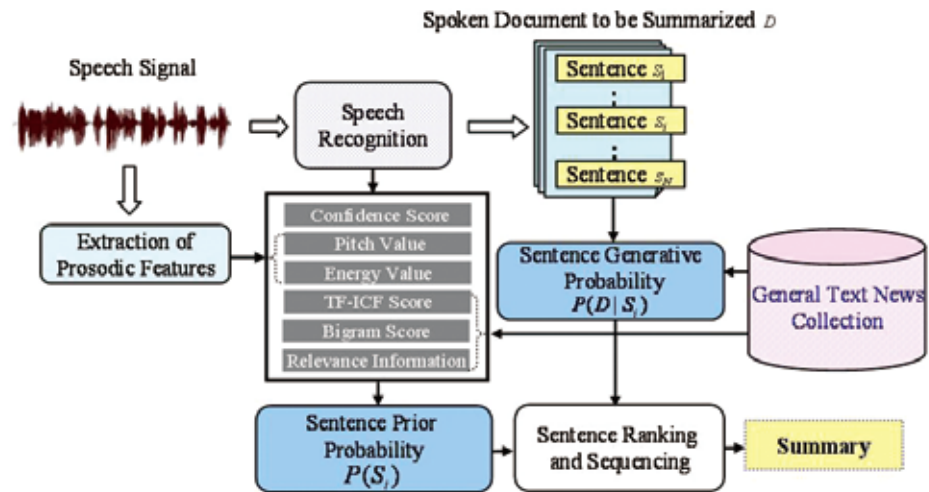 Spoken Document to be Summarized D
Speech Signal
Sentence S1
Speech
Recognition
Sentence Si
Sentence SN
Confidence Score
Extraction of
Prosodic Features
Pitch Value
Energy Value
TF-ICF Score
Bigram Score
Relevance Information
Sentence Generative
Probability
P(D | Si)
General Text News
Collection
Sentence Prior
Probability
P(Si)
Sentence Ranking
and Sequencing
Summary